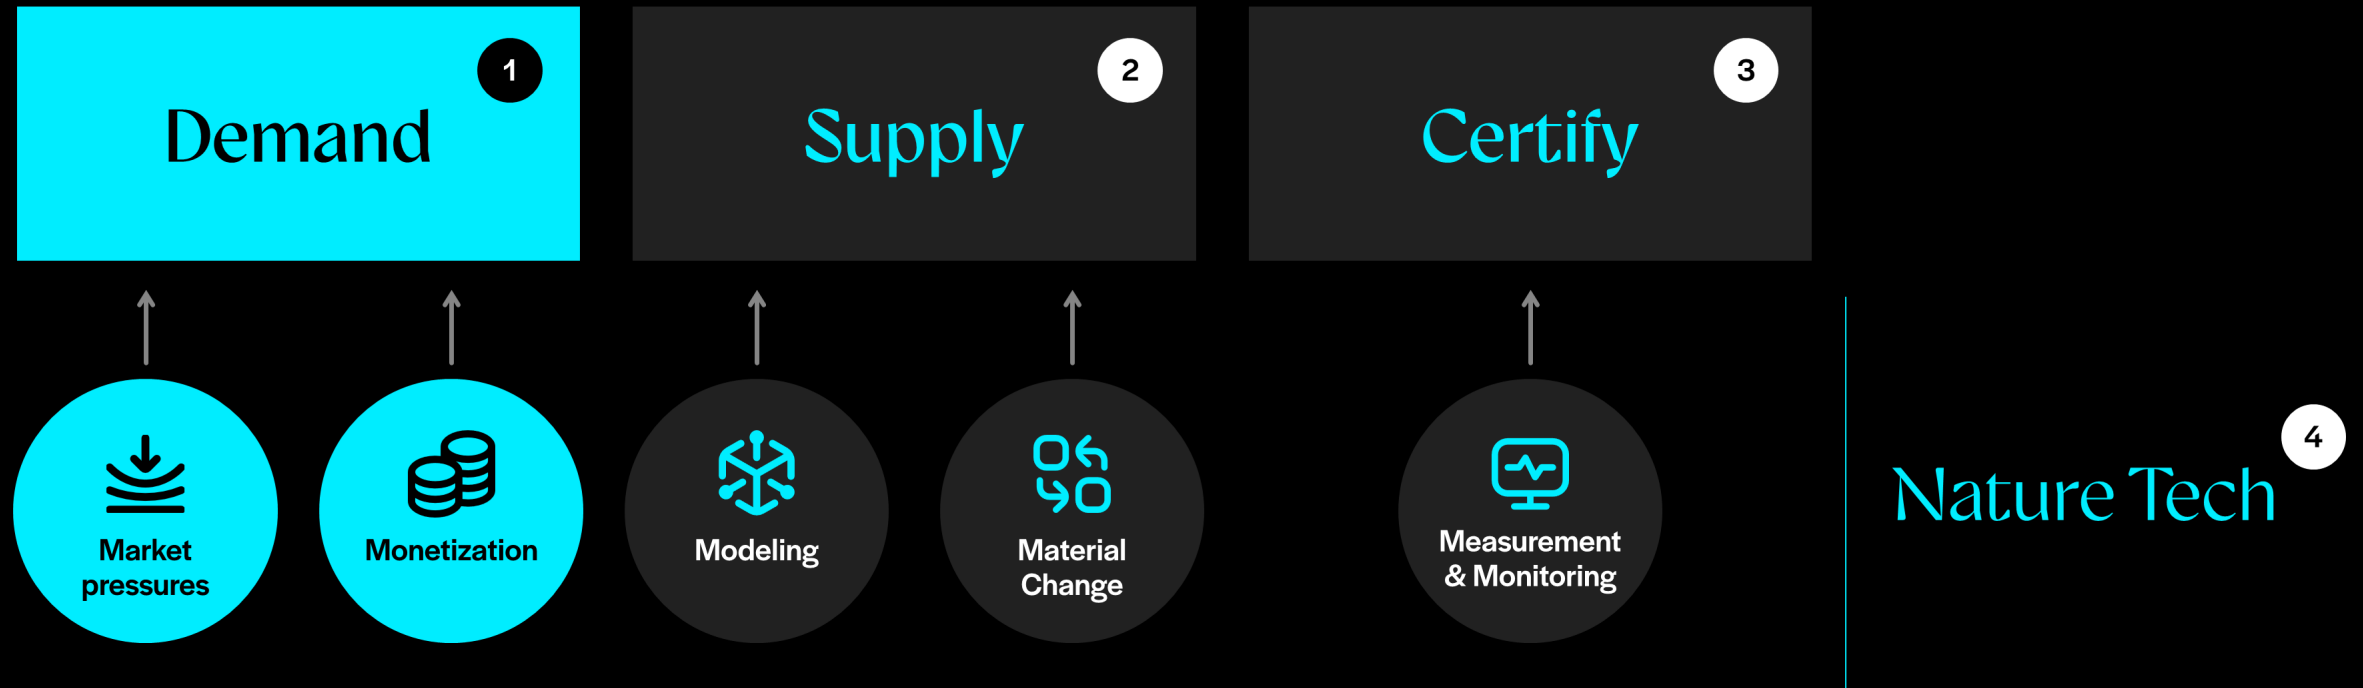 1
Demand
2
Supply
3
Certify
Market
pressures
Monetization
Modeling
Material
Change
Measurement
& Monitoring
4
Nature Tech